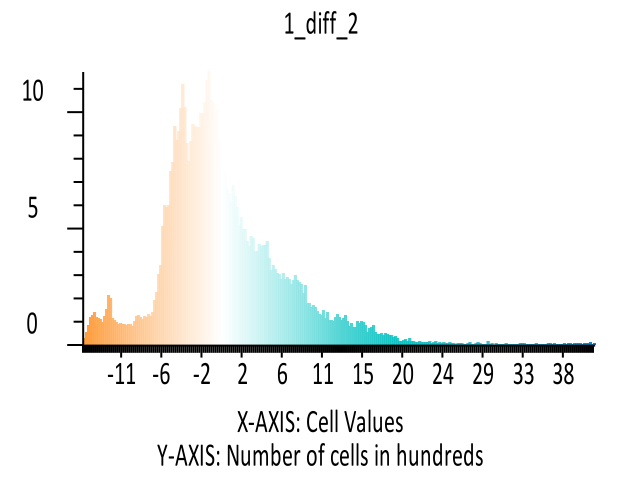 1_diff_2
10
5
0
-11 -6 -2 2 6 11 15 20 24 29 33 38
X-AXIS: Cell Values
Y-AXIS: Number of cells in hundreds